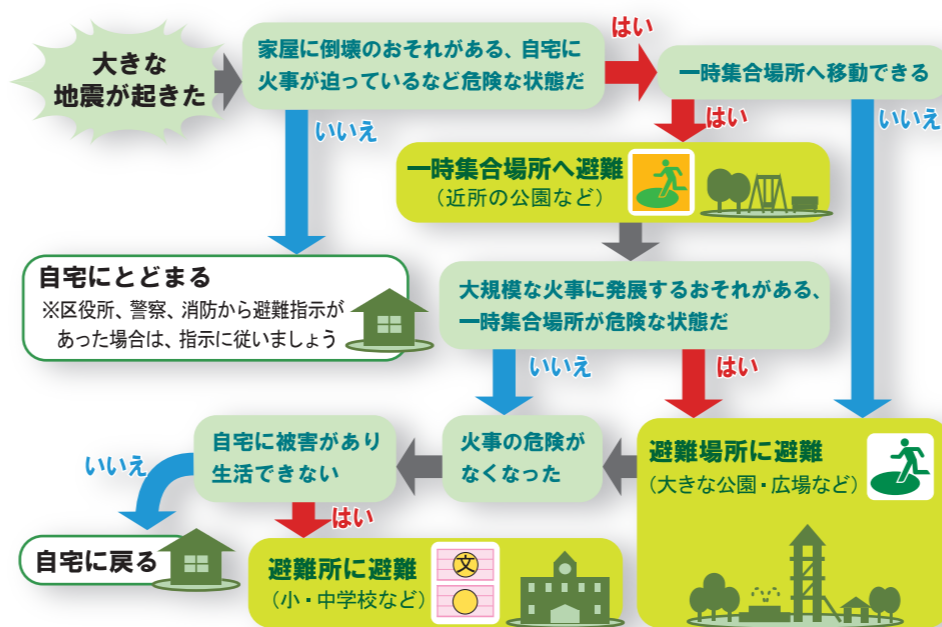 大きな
地震が起きた
家屋に倒壊のおそれがある、自宅に
火事が迫っているなど危険な状態だ
はい
一時集合場所へ移動できる
いいえ
はい
いいえ
一時集合場所へ避難
（近所の公園など）
自宅にとどまる
※区役所、警察、消防から避難指示が
あった場合は、指示に従いましょう
大規模な火事に発展するおそれがある、
一時集合場所が危険な状態だ
いいえ
はい
避難場所に避難
（大きな公園・広場など）
火事の危険が
なくなった
自宅に被害があり
生活できない
いいえ
はい
自宅に戻る
避難所に避難
（小・中学校など）
文